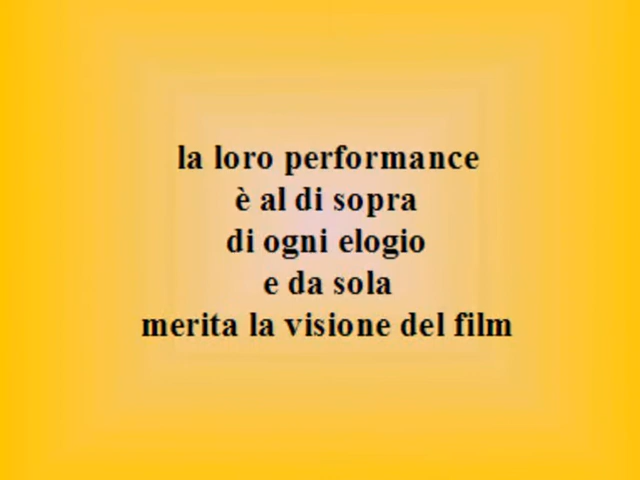 la loro performance
è al di sopra
di ogni elogio
e da sola
merita la visione del film